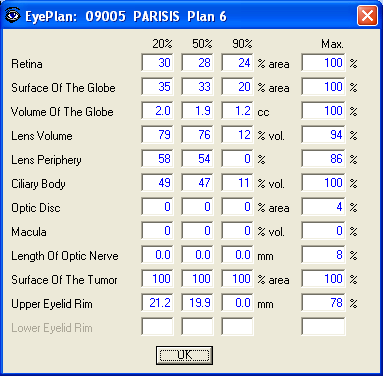 EyePlan: 09005 PARISIS Plan 6
20% 50% 90% Max.
Retina 30 28 24 % area 100 %
Surface Of The Globe 35 33 20 % area 100 %
Volume Of The Globe 2.0 1.9 1.2 cc 100 %
Lens Volume 79 76 12 % vol. 94 %
Lens Periphery 58 54 0 % 86 %
Ciliary Body 49 47 11 % vol. 100 %
Optic Disc 0 0 0 % area 4 %
Macula 0 0 0 % vol. 0 %
Length Of Optic Nerve 0.0 0.0 0.0 mm 8 %
Surface Of The Tumor 100 100 100 % area 100 %
Upper Eyelid Rim 21.2 19.9 0.0 mm 78 %
Lower Eyelid Rim
OK